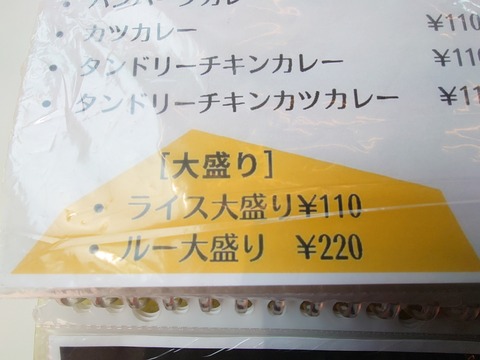 ・カツカレー ¥110
・タンドリーチキンカレー ¥11
・タンドリーチキンカツカレー ¥11
[大盛り]
・ライス大盛り¥110
・ルー大盛り ¥220